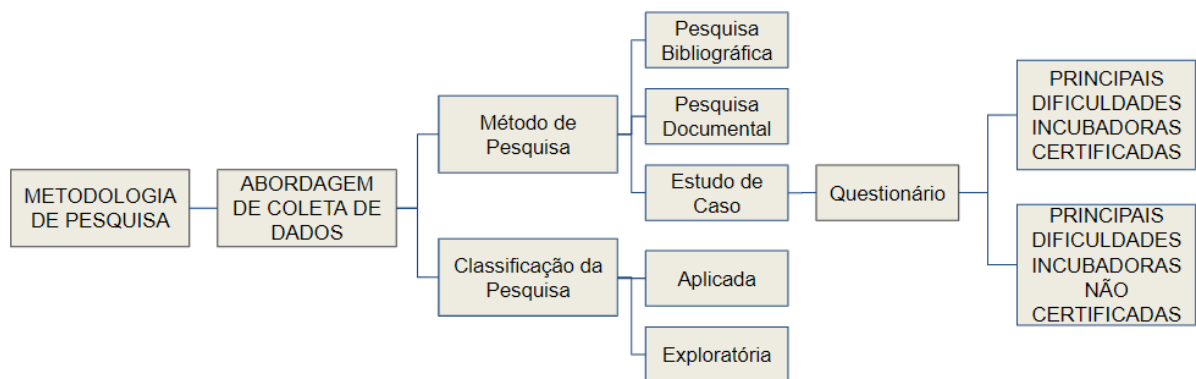 METODOLOGIA
DE PESQUISA
ABORDAGEM
DE COLETA DE
DADOS
Método de
Pesquisa
Classificação da
Pesquisa
Pesquisa
Bibliográfica
Pesquisa
Documental
Estudo de
Caso
Aplicada
Exploratória
Questionário
PRINCIPAIS
DIFICULDADES
INCUBADORAS
CERTIFICADAS
PRINCIPAIS
DIFICULDADES
INCUBADORAS
NÃO
CERTIFICADAS